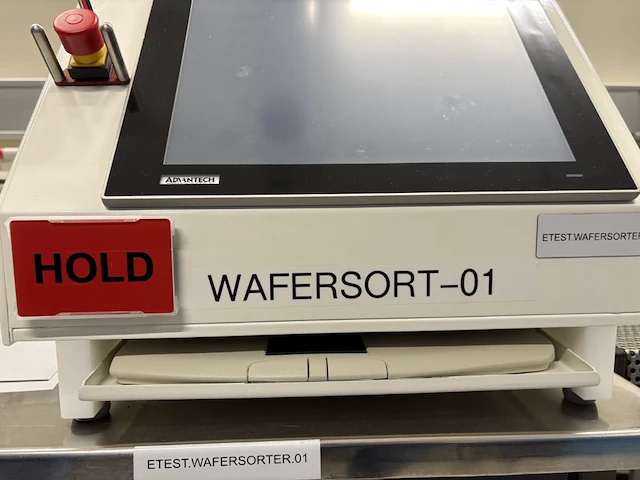 ADVANTECH
HOLD
WAFERSORT-01
ETEST.WAFERSORTER
ETEST.WAFERSORTER.01